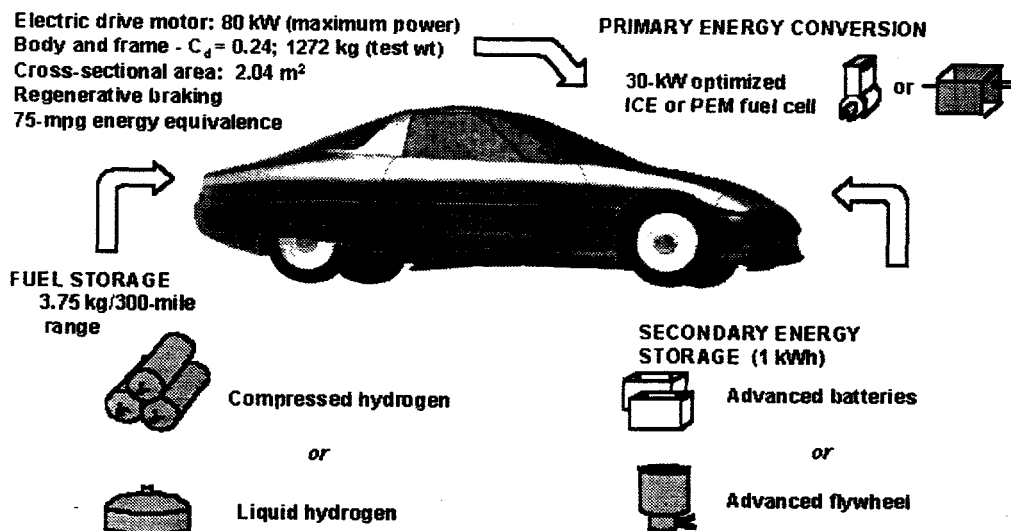 Electric drive motor: 80 kW (maximum power)
Body and frame - Cd = 0.24; 1272 kg (test wt)
Cross-sectional area: 2.04 m²
Regenerative braking
75-mpg energy equivalence
PRIMARY ENERGY CONVERSION
30-kW optimized
ICE or PEM fuel cell
or
FUEL STORAGE
3.75 kg/300-mile
range
Compressed hydrogen
or
Liquid hydrogen
SECONDARY ENERGY
STORAGE (1 kWh)
Advanced batteries
or
Advanced flywheel